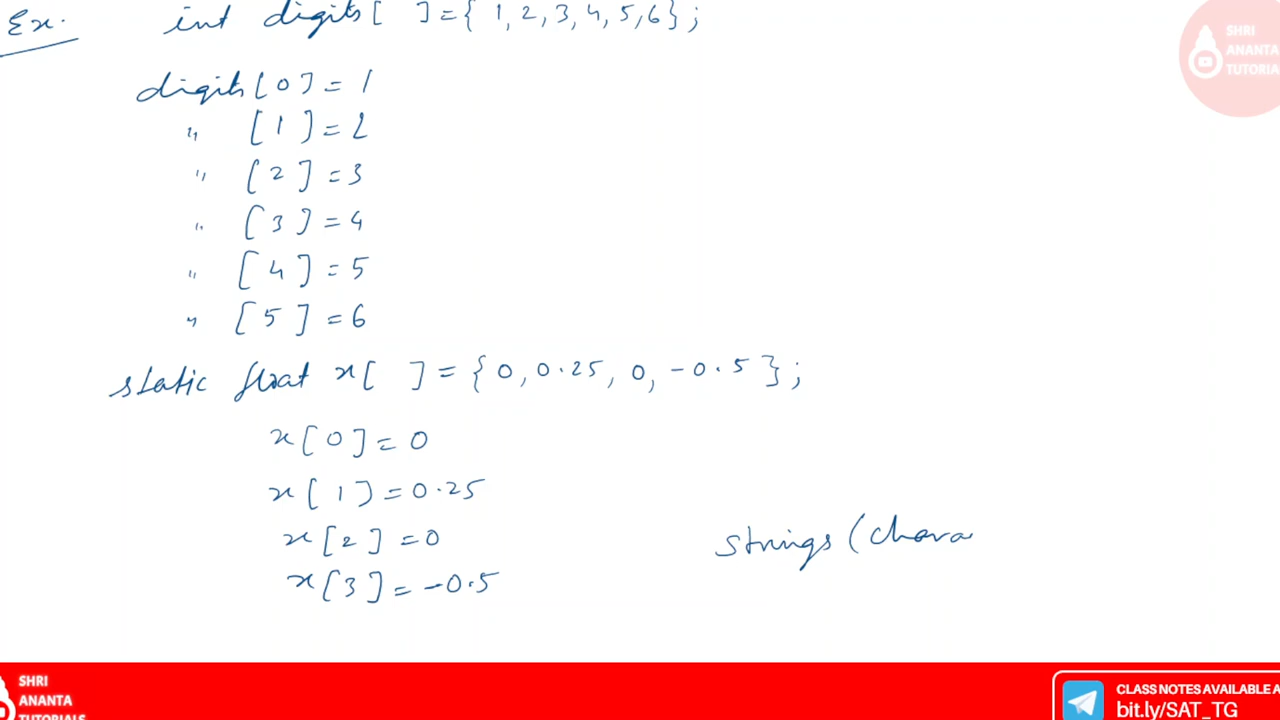 Ex. int digits[ ]={ 1,2,3,4,5,6};
SHRI
ANANTA
TUTORIA
digits[0]=1
" [1]=2
" [2]=3
" [3]=4
" [4]=5
" [5]=6
static float x[ ]={0,0.25,0,-0.5};
x[0]=0
x[1]=0.25
x[2]=0
x[3]=-0.5
strings (chara
SHRI
ANANTA
TUTORIALS
CLASS NOTES AVAILABLE A
bit.ly/SAT_TG